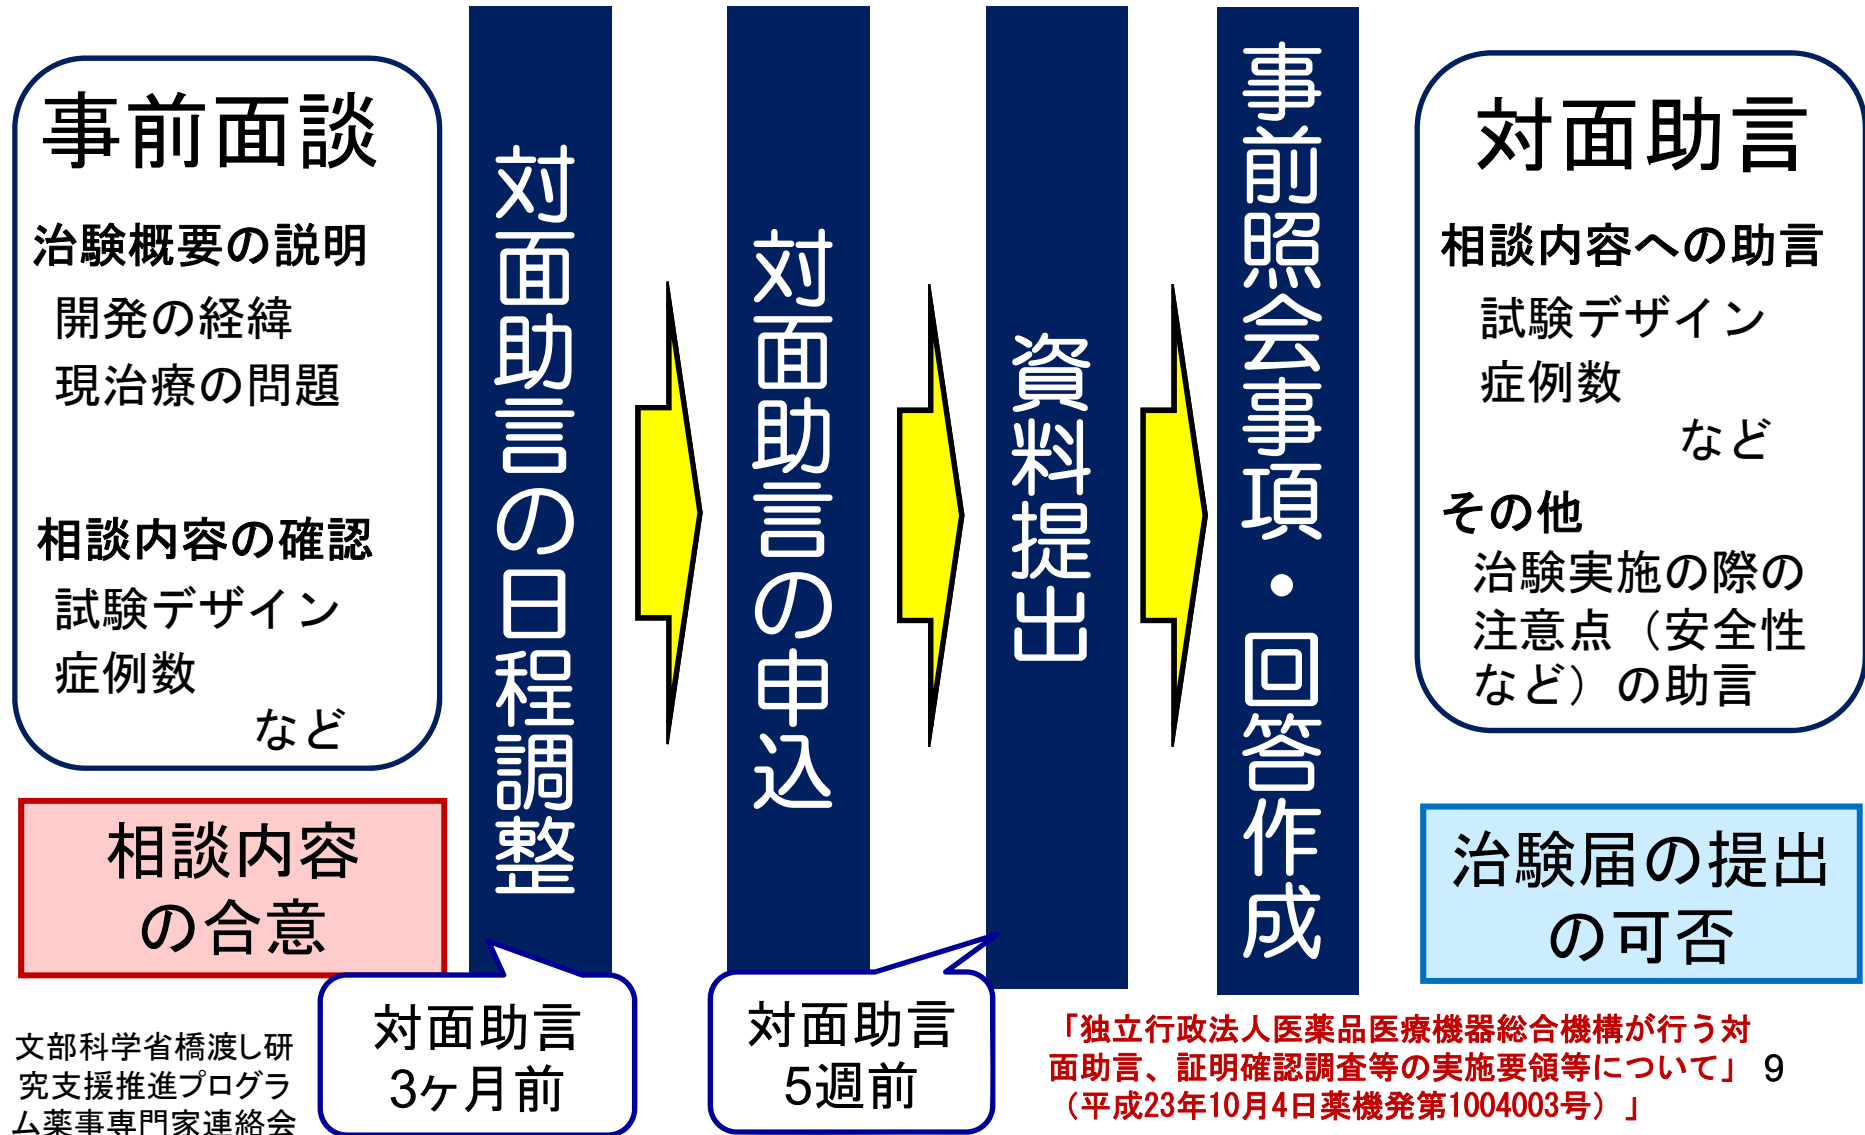 事前面談
治験概要の説明
開発の経緯
現治療の問題
相談内容の確認
試験デザイン
症例数
など
相談内容
の合意
対面助言の日程調整
対面助言
3ヶ月前
対面助言の申込
資料提出
対面助言
5週前
事前照会事項・回答作成
対面助言
相談内容への助言
試験デザイン
症例数
など
その他
治験実施の際の
注意点（安全性
など）の助言
治験届の提出
の可否
文部科学省橋渡し研
究支援推進プログラ
ム薬事専門家連絡会
「独立行政法人医薬品医療機器総合機構が行う対
面助言、証明確認調査等の実施要領等について」
（平成23年10月4日薬機発第1004003号）」
9